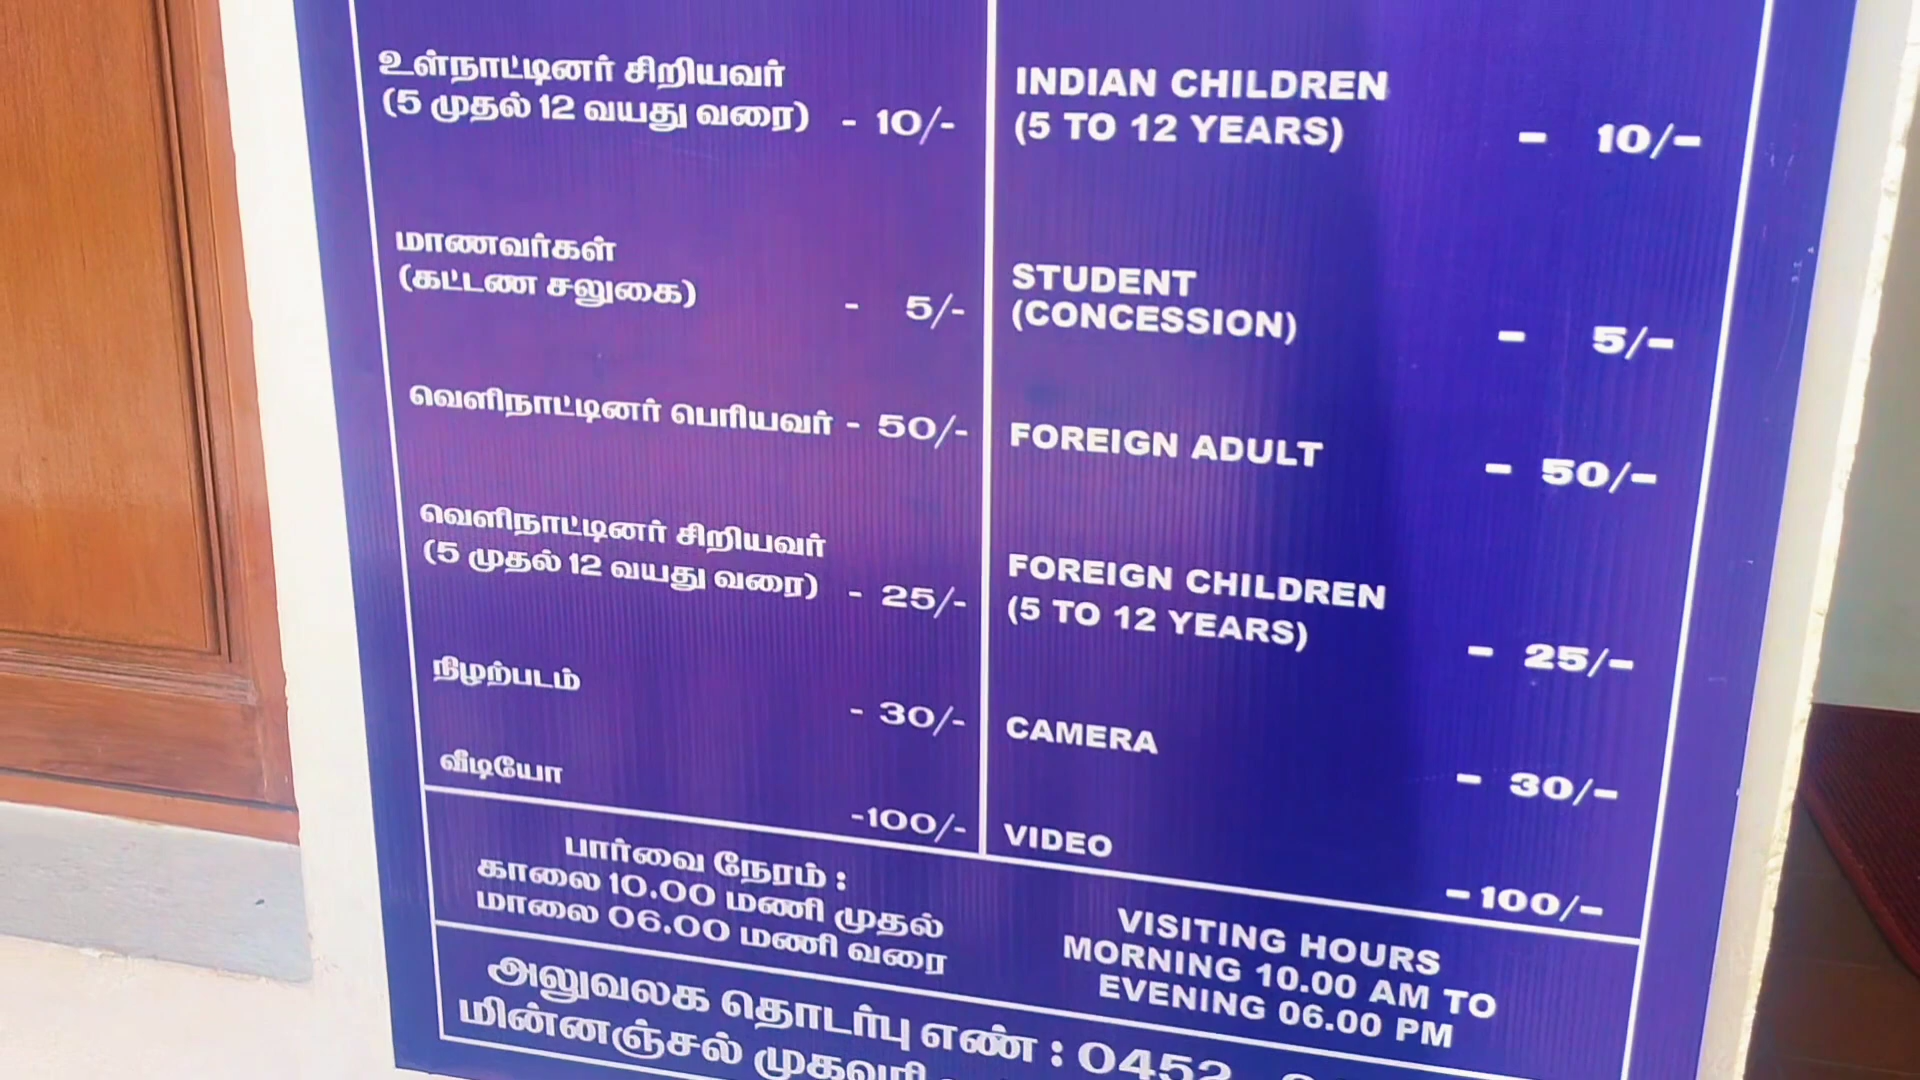 உள்நாட்டினர் சிறியவர்
(5 முதல் 12 வயது வரை) - 10/-
மாணவர்கள்
(கட்டண சலுகை) - 5/-
வெளிநாட்டினர் பெரியவர் - 50/-
வெளிநாட்டினர் சிறியவர்
(5 முதல் 12 வயது வரை) - 25/-
நிழற்படம்
- 30/-
வீடியோ
-100/-
INDIAN CHILDREN
(5 TO 12 YEARS) - 10/-
STUDENT
(CONCESSION) - 5/-
FOREIGN ADULT - 50/-
FOREIGN CHILDREN
(5 TO 12 YEARS) - 25/-
CAMERA
- 30/-
VIDEO
-100/-
பார்வை நேரம் :
காலை 10.00 மணி முதல்
மாலை 06.00 மணி வரை
VISITING HOURS
MORNING 10.00 AM TO
EVENING 06.00 PM
அலுவலக தொடர்பு எண் : 0452
மின்னஞ்சல் முகவரி